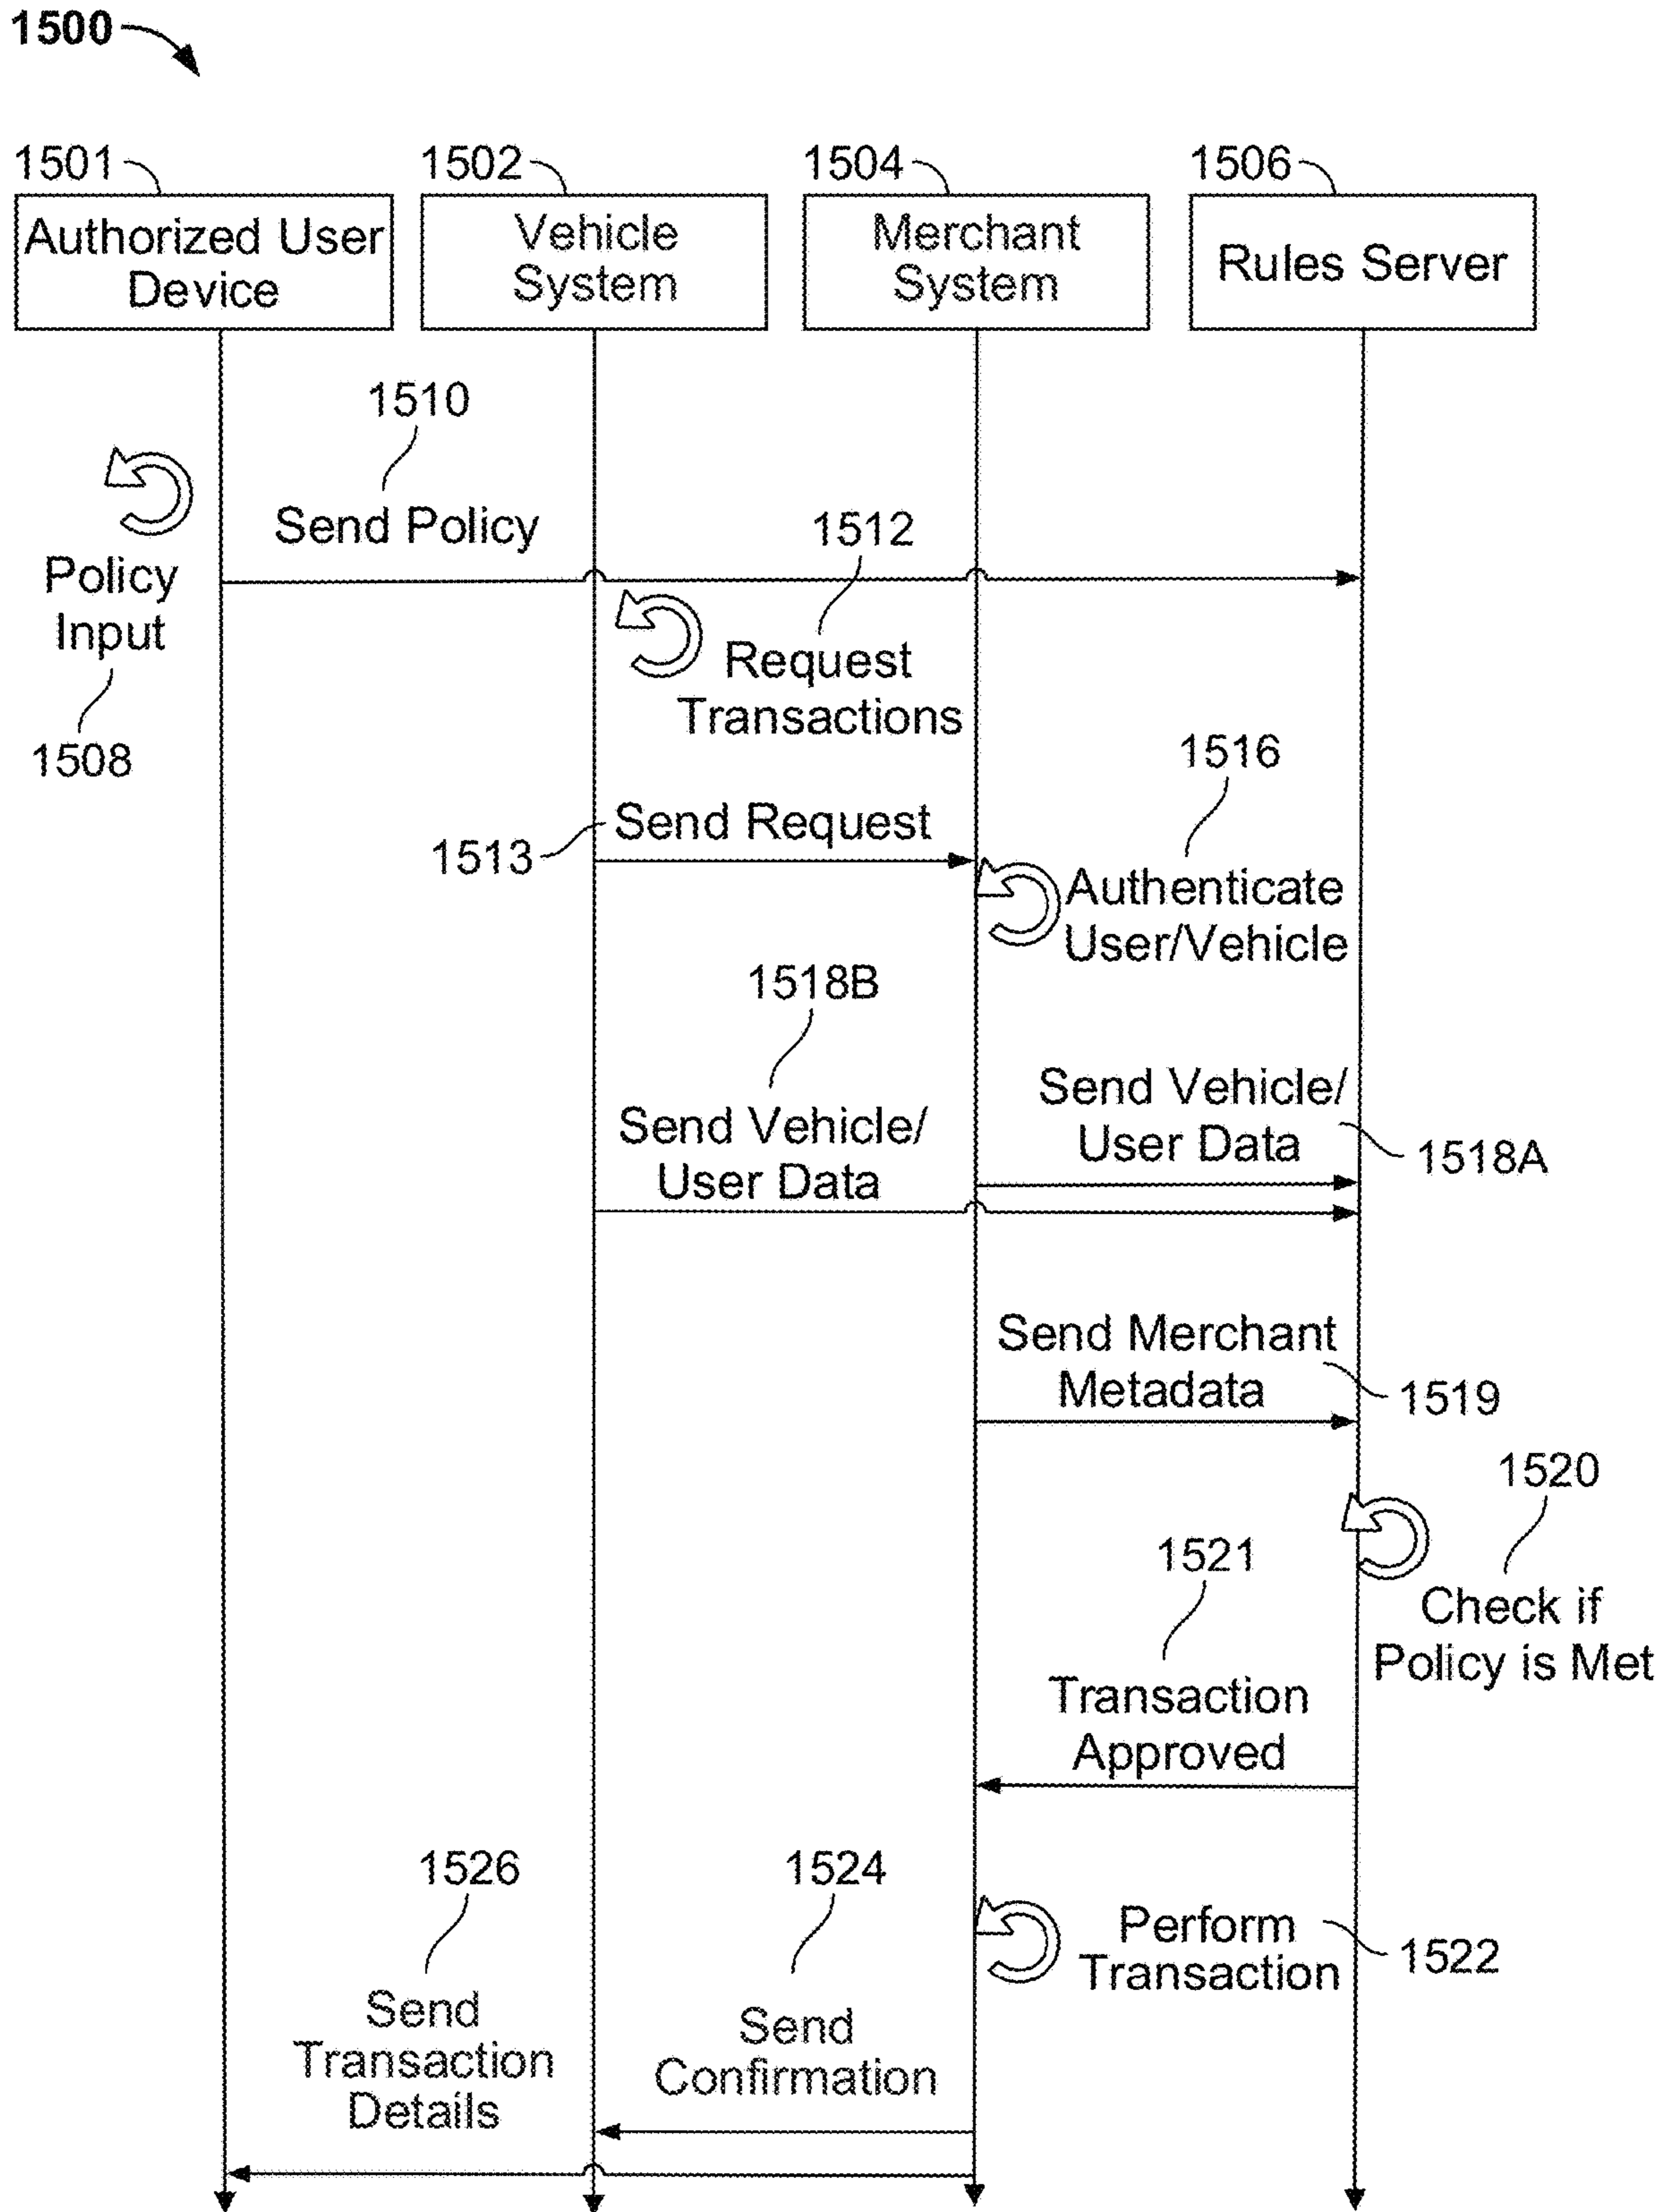 1500
1501
1502
1504
1506
Authorized User
Device
Vehicle
System
Merchant
System
Rules Server
1510
Send Policy
1512
Policy
Input
1508
Request
Transactions
1516
1513
Send Request
Authenticate
User/Vehicle
1518B
Send Vehicle/
User Data
Send Vehicle/
User Data
1518A
Send Merchant
Metadata
1519
1520
Check if
Policy is Met
1521
Transaction
Approved
1526
1524
Perform
Transaction
1522
Send
Transaction
Details
Send
Confirmation